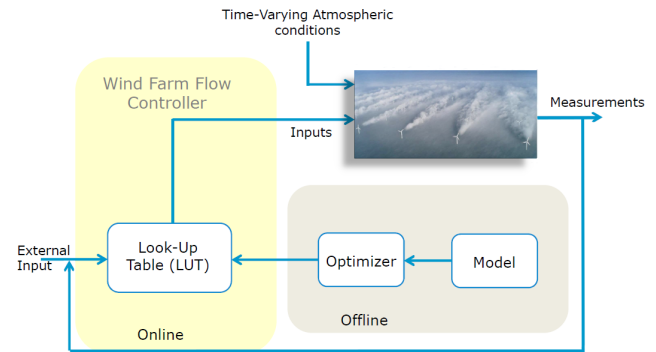 Time-Varying Atmospheric
conditions
Wind Farm Flow
Controller
Measurements
Inputs
External
Input
Look-Up
Table (LUT)
Optimizer
Model
Offline
Online